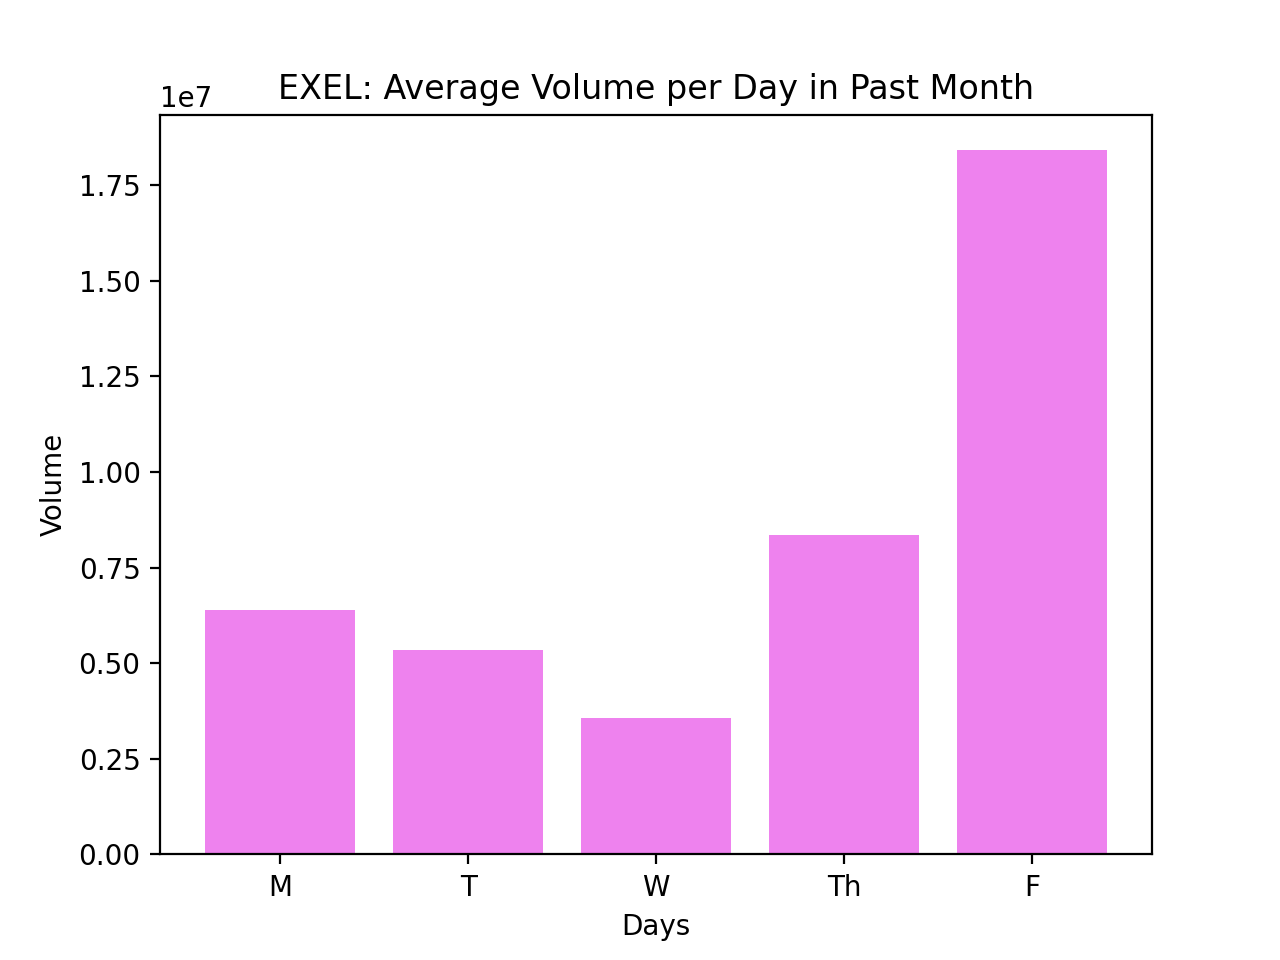 EXEL: Average Volume per Day in Past Month
1e7
1.75
1.50
1.25
1.00
0.75
0.50
0.25
0.00
Volume
M T W Th F
Days